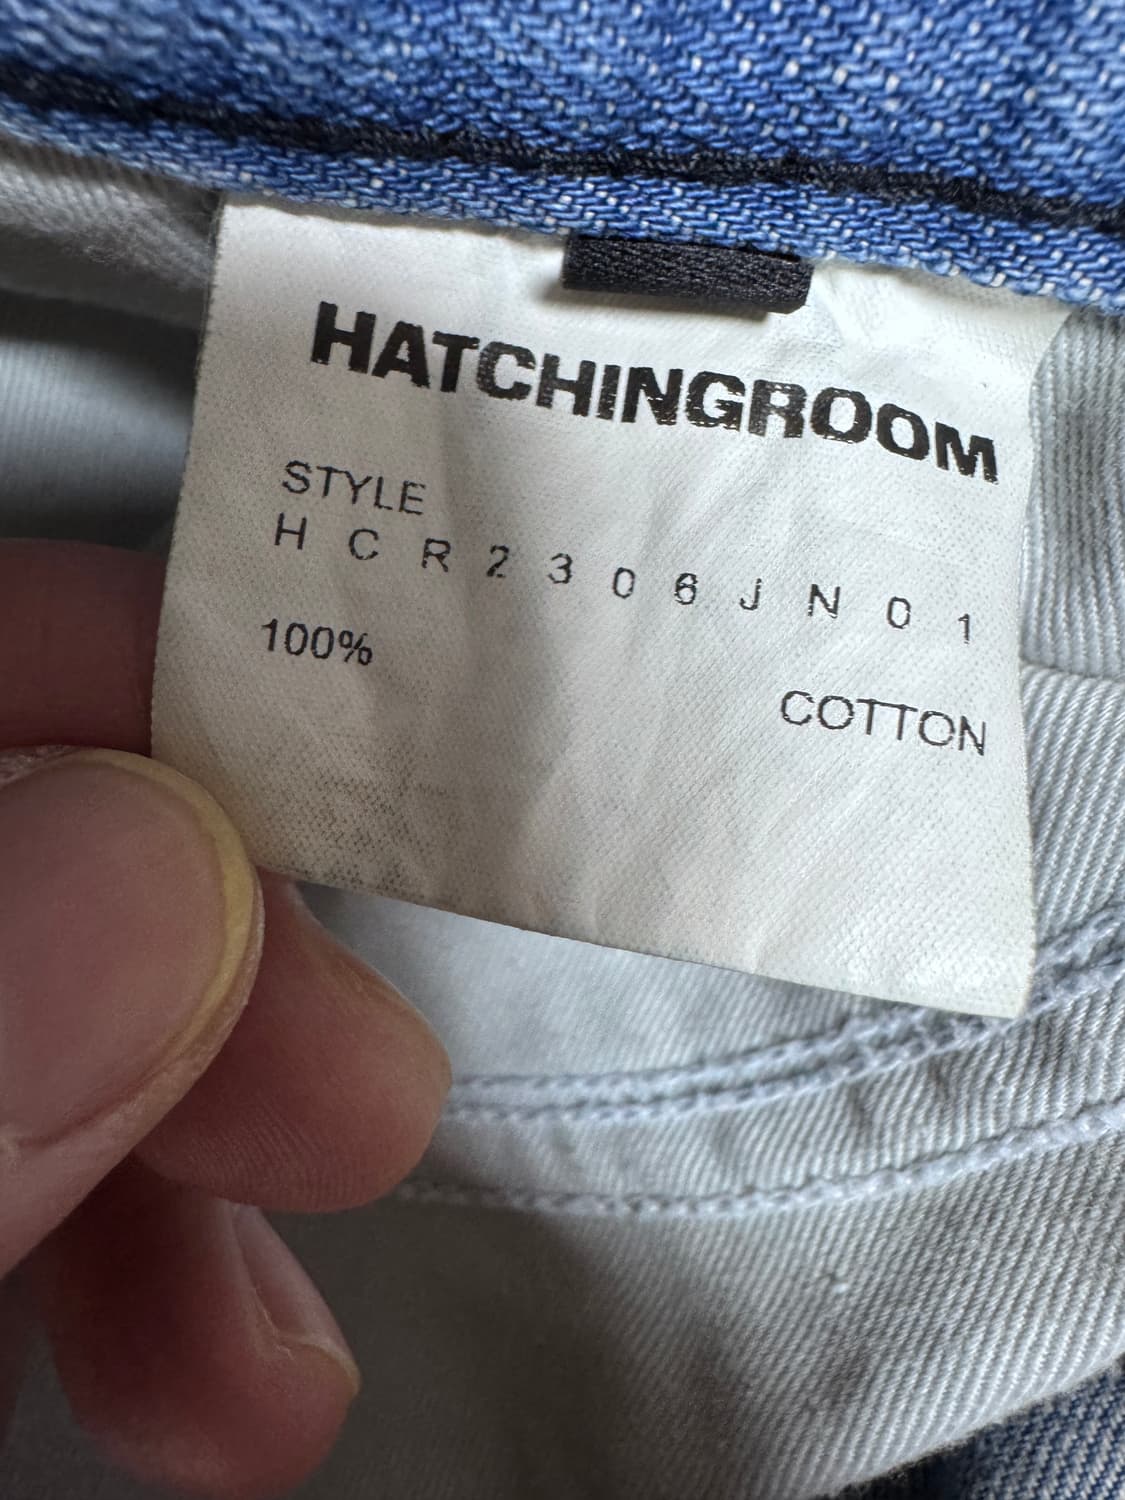 HATCHINGROOM
STYLE
H C R 2 3 0 6 J N 0 1
100%
COTTON